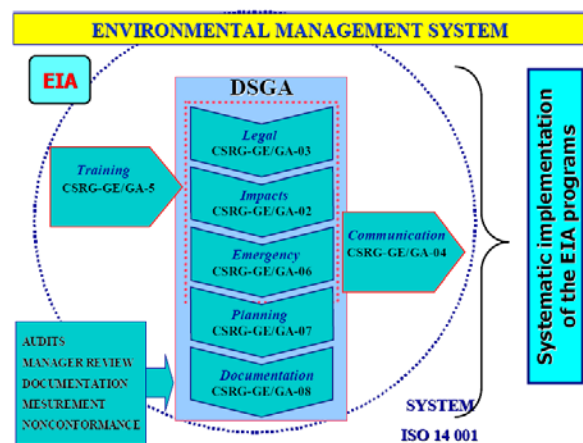 ENVIRONMENTAL MANAGEMENT SYSTEM
EIA
DSGA
Legal
CSRG-GE/GA-03
Training
CSRG-GE/GA-5
Impacts
CSRG-GE/GA-02
Communication
CSRG-GE/GA-04
Emergency
CSRG-GE/GA-06
Planning
CSRG-GE/GA-07
Documentation
CSRG-GE/GA-08
AUDITS
MANAGER REVIEW
DOCUMENTATION
MESUREMENT
NONCONFORMANCE
SYSTEM
ISO 14 001
Systematic implementation
of the EIA programs